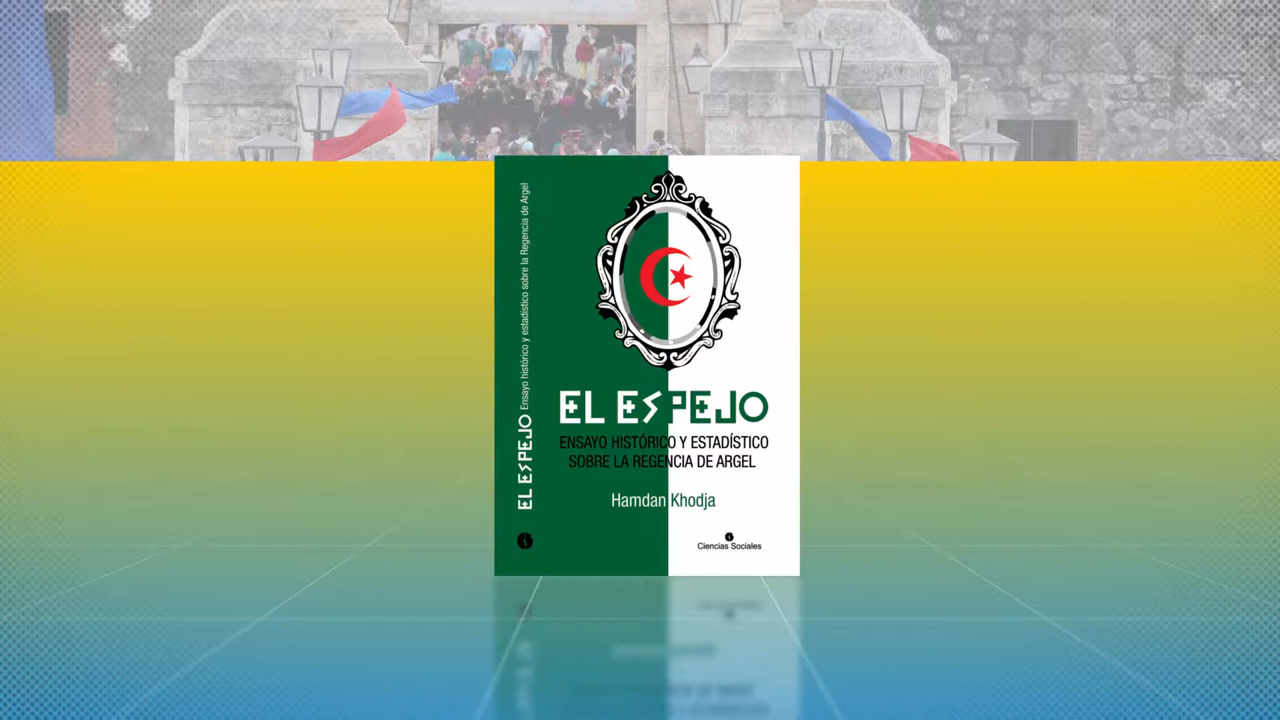 EL ESPEJO Ensayo histórico y estadístico sobre la Regencia de Argel
EL ESPEJO
ENSAYO HISTÓRICO Y ESTADÍSTICO
SOBRE LA REGENCIA DE ARGEL
Hamdan Khodja
Ciencias Sociales